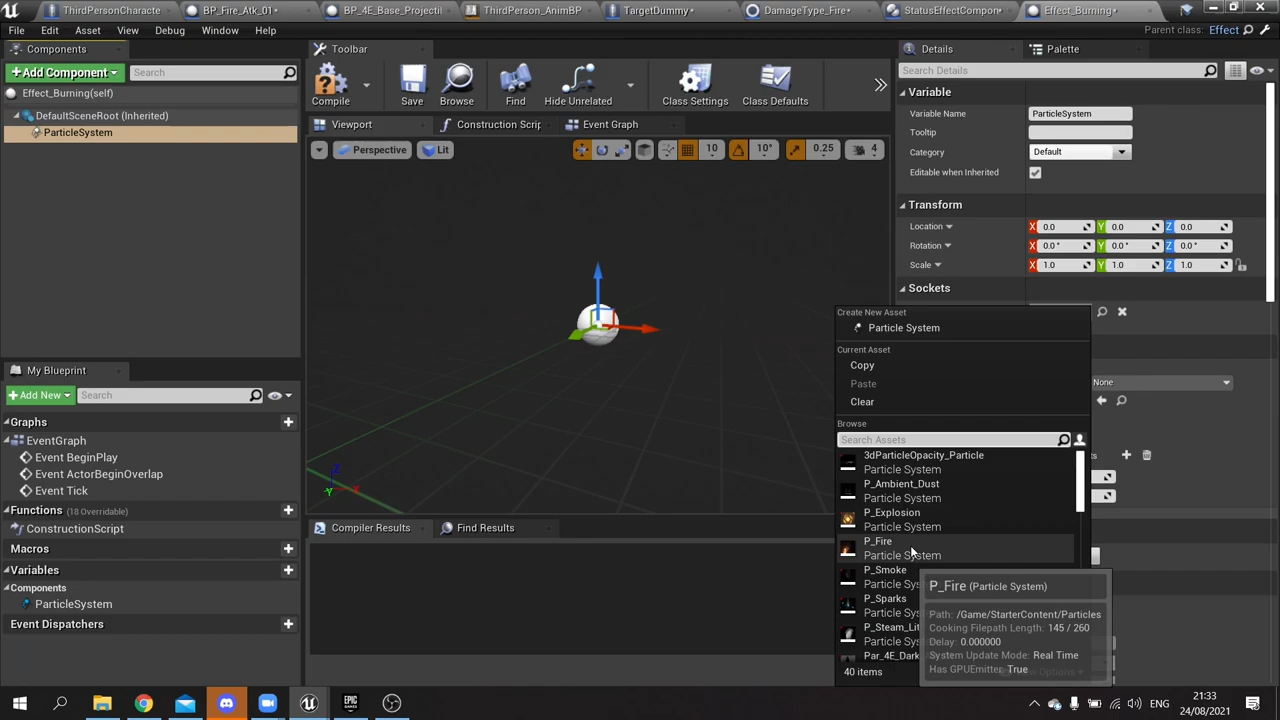 ThirdPersonCharacte
BP_Fire_Atk_01*
BP_4E_Base_Projectil
ThirdPerson_AnimBP
TargetDummy*
DamageType_Fire*
StatusEffectCompon
Effect_Burning*
File Edit Asset View Debug Window Help
Parent class: Effect
Components
Toolbar
Details
Palette
+Add Component
Search
Compile
Save
Browse
Find
Hide Unrelated
Class Settings
Class Defaults
Search Details
Effect_Burning(self)
DefaultSceneRoot (Inherited)
ParticleSystem
Viewport
Construction Scrip
Event Graph
Perspective
Lit
10
10°
0.25
4
Variable
Variable Name
ParticleSystem
Tooltip
Category
Default
Editable when Inherited
Transform
Location
X 0.0 Y 0.0 Z 0.0
Rotation
X 0.0° Y 0.0° Z 0.0°
Scale
X 1.0 Y 1.0 Z 1.0
Sockets
None
Create New Asset
Particle System
Current Asset
Copy
Paste
Clear
Browse
Search Assets
3dParticleOpacity_Particle
Particle System
P_Ambient_Dust
Particle System
P_Explosion
Particle System
P_Fire
Particle System
P_Smoke
Particle Sys
P_Sparks
Particle Sys
P_Steam_Lit
Particle Sys
Par_4E_Dark
40 items
P_Fire (Particle System)
Path: /Game/StarterContent/Particles
Cooking Filepath Length: 145 / 260
Delay: 0.000000
System Update Mode: Real Time
Has GPUEmitter: True
My Blueprint
+Add New
Search
Graphs
EventGraph
Event BeginPlay
Event ActorBeginOverlap
Event Tick
Functions (18 Overridable)
ConstructionScript
Macros
Variables
Components
ParticleSystem
Event Dispatchers
Compiler Results
Find Results
Z
X
Y
ENG
21:33
24/08/2021